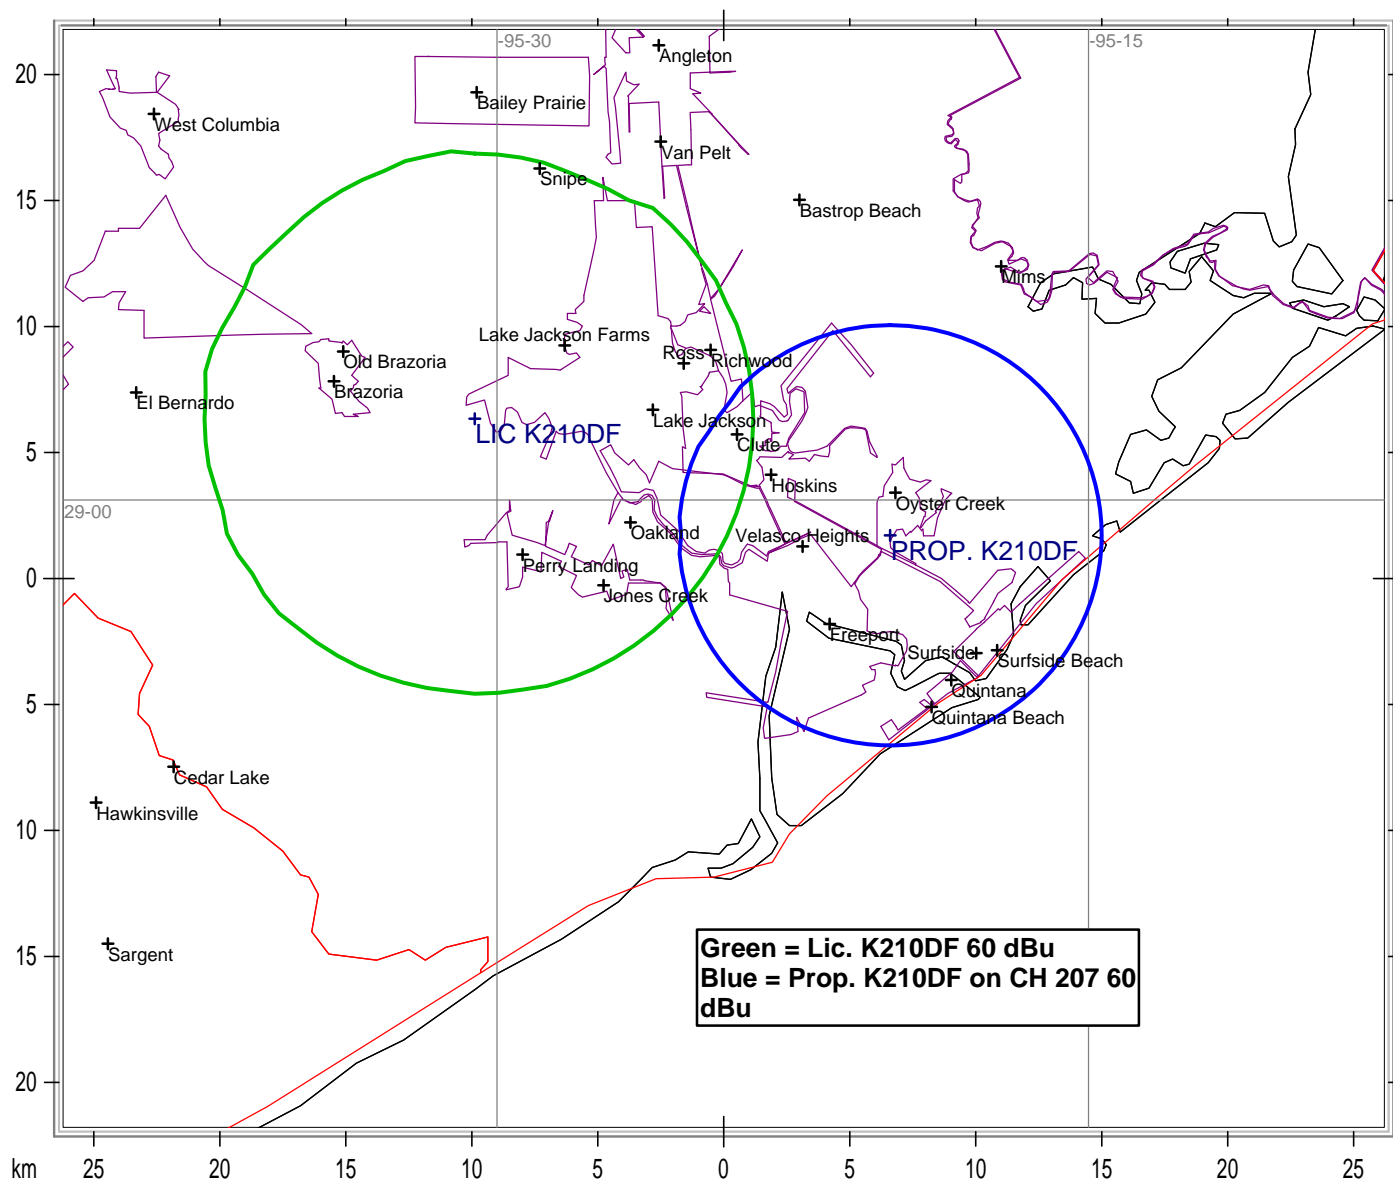 -95-30
-95-15
Angleton
20
Bailey Prairie
West Columbia
Van Pelt
Snipe
15
Bastrop Beach
Mims
10
Lake Jackson Farms
Ross
Richwood
Old Brazoria
Brazoria
El Bernardo
Lake Jackson
LIC K210DF
Clute
5
Hoskins
Oyster Creek
29-00
Oakland
Velasco Heights
PROP. K210DF
Perry Landing
0
Jones Creek
Freeport
Surfside
Surfside Beach
Quintana
5
Quintana Beach
Cedar Lake
Hawkinsville
10
Green = Lic. K210DF 60 dBu
Blue = Prop. K210DF on CH 207 60
dBu
Sargent
15
20
km 25 20 15 10 5 0 5 10 15 20 25